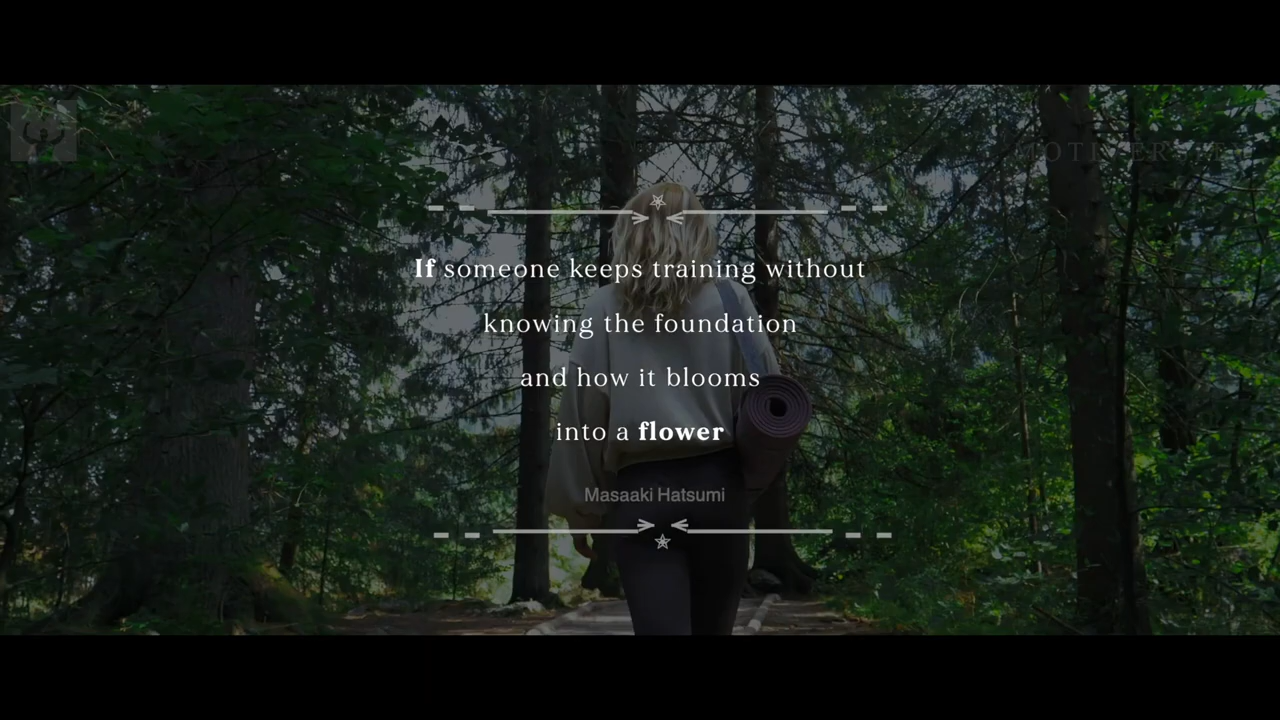 If someone keeps training without
knowing the foundation
and how it blooms
into a flower
Masaaki Hatsumi